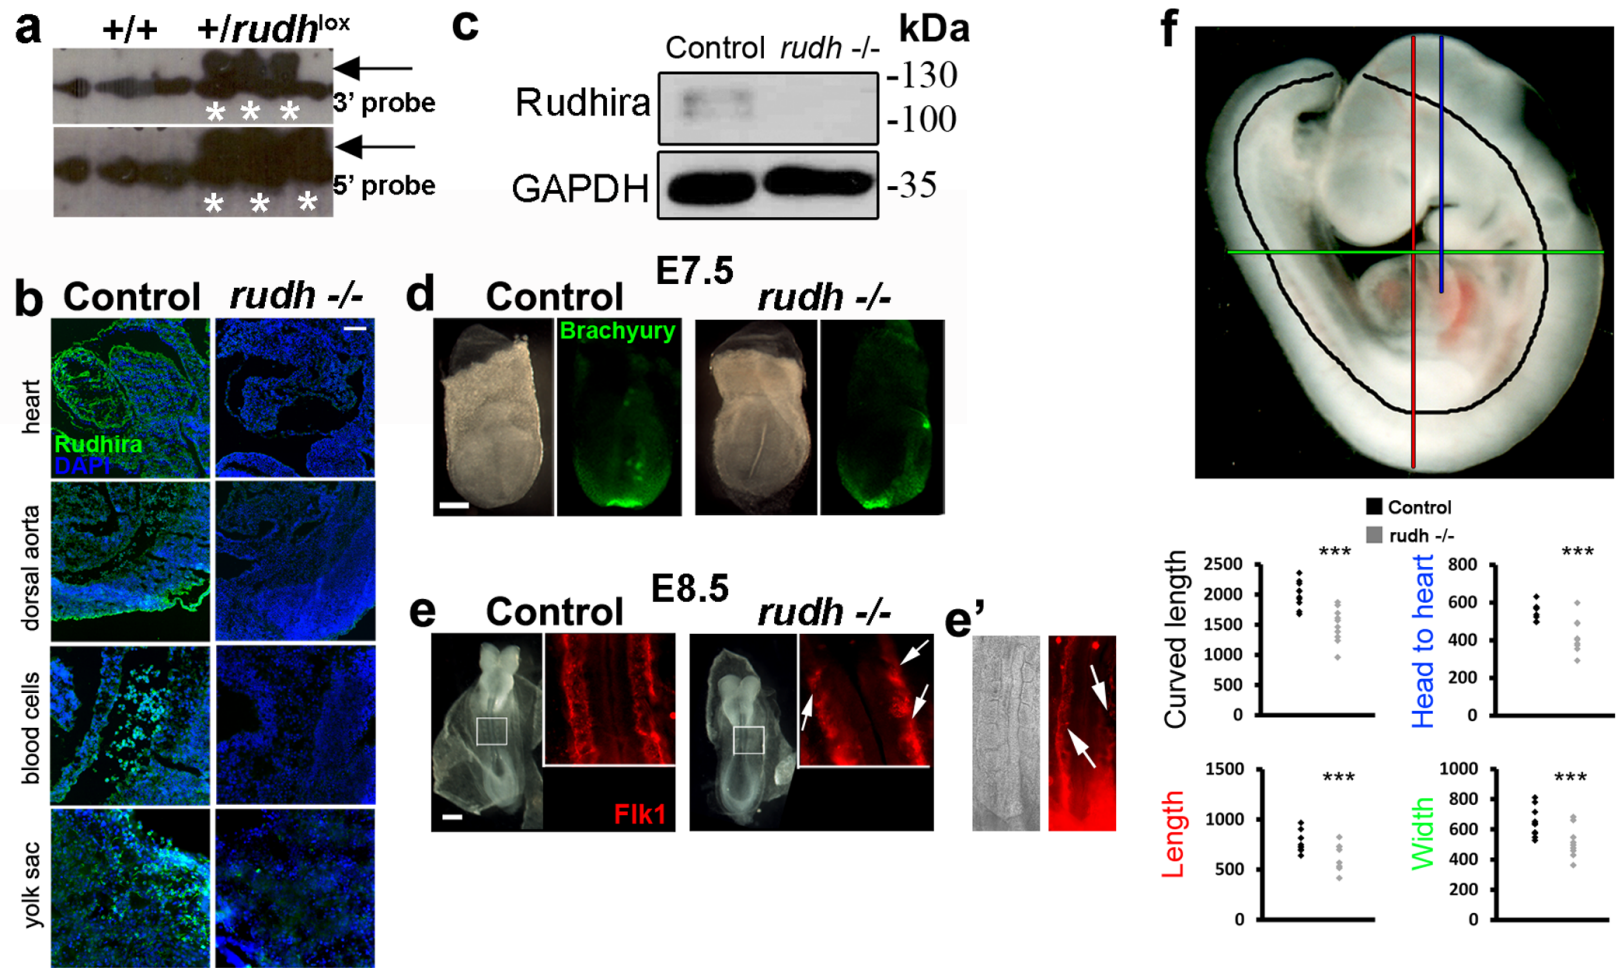 a
+/+ +/rudhlox
3’ probe
* * *
5’ probe
* * *
b
Control rudh -/-
heart
Rudhira
DAPI
dorsal aorta
blood cells
yolk sac
c
Control rudh -/- kDa
Rudhira
-130
-100
GAPDH
-35
E7.5
d
Control rudh -/-
Brachyury
E8.5
e
Control rudh -/-
Flk1
e’
f
Control
rudh -/-
Curved length
2500
2000
1500
1000
500
0
***
Head to heart
800
600
400
200
0
***
Length
1500
1000
500
0
***
Width
1000
800
600
400
200
0
***